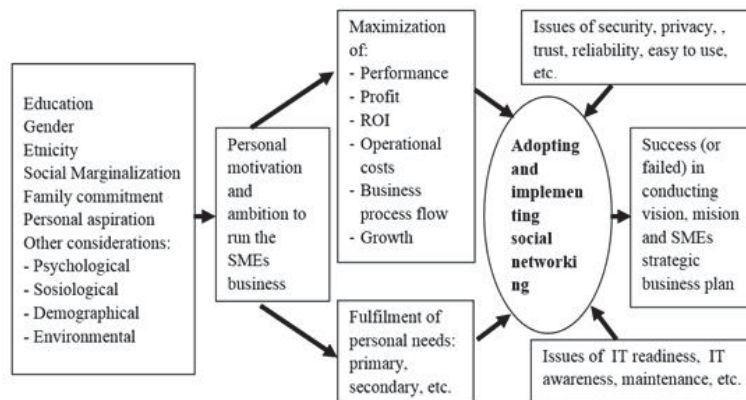 Education
Gender
Etnicity
Social Marginalization
Family commitment
Personal aspiration
Other considerations:
- Psychological
- Sosiological
- Demographical
- Environmental
Personal
motivation
and
ambition to
run the
SMEs
business
Maximization
of:
- Performance
- Profit
- ROI
- Operational
costs
- Business
process flow
- Growth
Fulfilment of
personal needs:
primary,
secondary, etc.
Issues of security, privacy, ,
trust, reliability, easy to use,
etc.
Adopting
and
implemen
ting
social
networki
ng
Success (or
failed) in
conducting
vision, mision
and SMEs
strategic
business plan
Issues of IT readiness, IT
awareness, maintenance, etc.